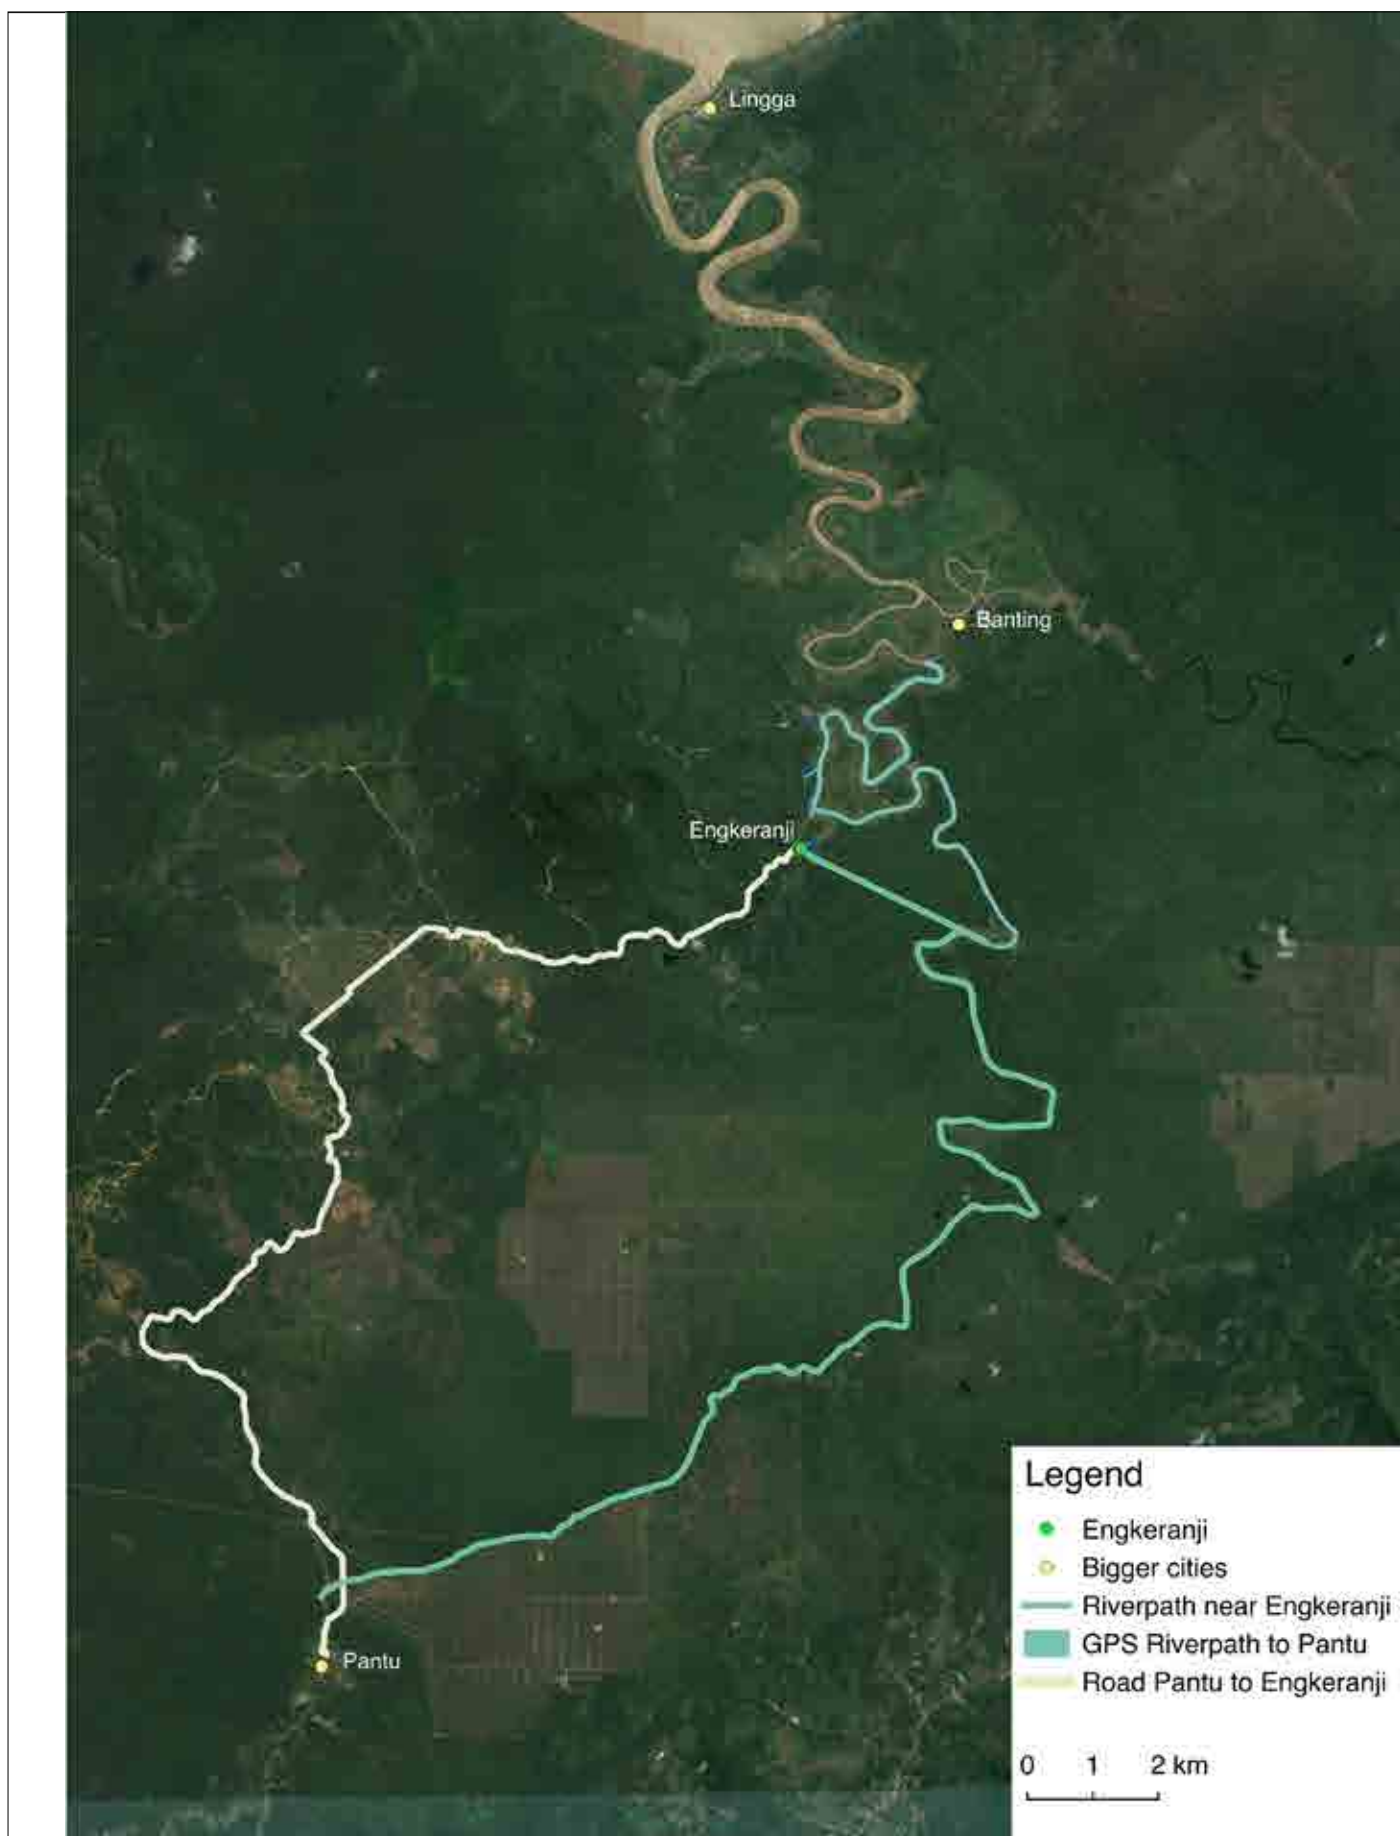 Lingga
Banting
Engkeranji
Pantu
Legend
Engkeranji
Bigger cities
Riverpath near Engkeranji
GPS Riverpath to Pantu
Road Pantu to Engkeranji
0 1 2 km